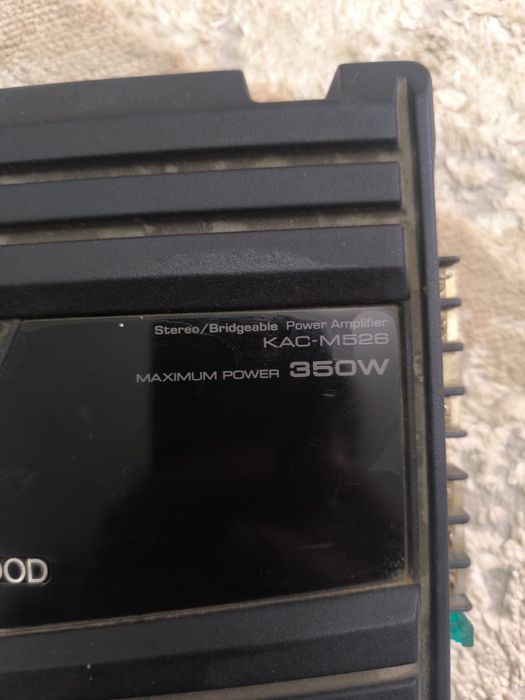 Stereo/Bridgeable Power Amplifier
KAC-M526
MAXIMUM POWER 350W
OOD